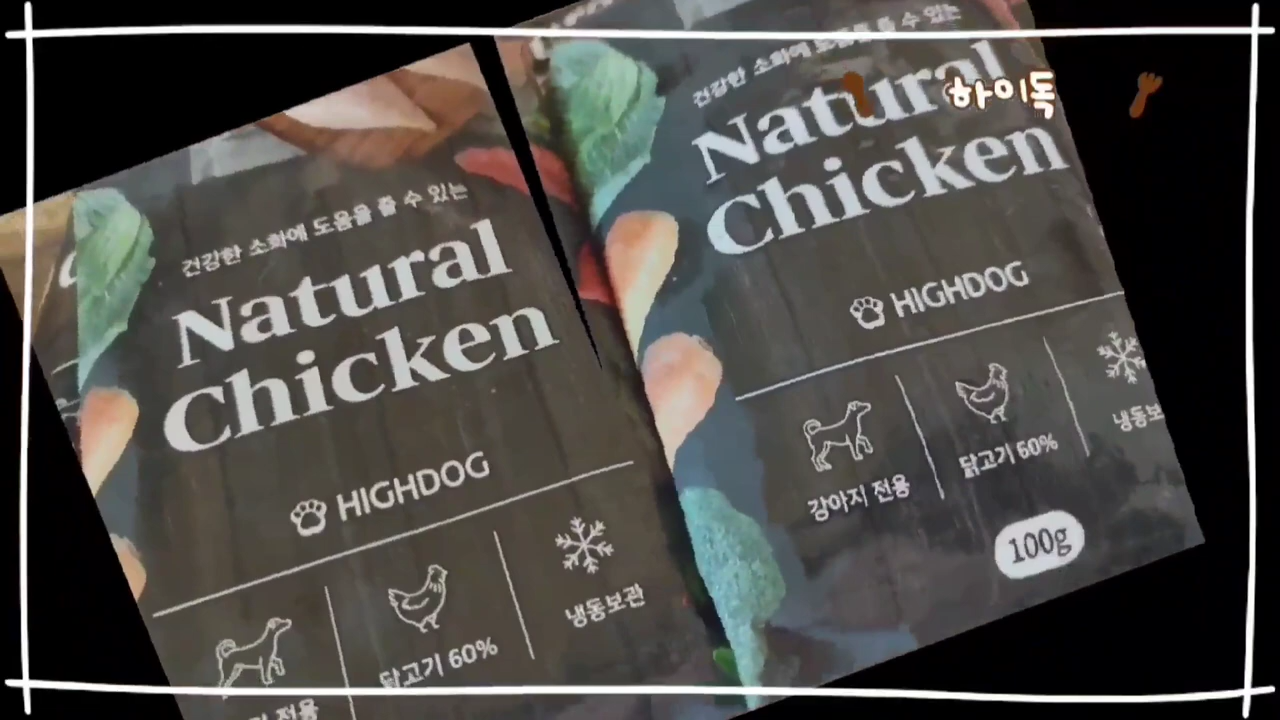 건강한 소화에 도움을 줄 수 있는
Natural
Chicken
HIGHDOG
닭고기 60%
냉동보관
전용
건강한 소화에 도움을 줄 수 있는
Natural
Chicken
HIGHDOG
강아지 전용
닭고기 60%
냉동보
100g
하이독